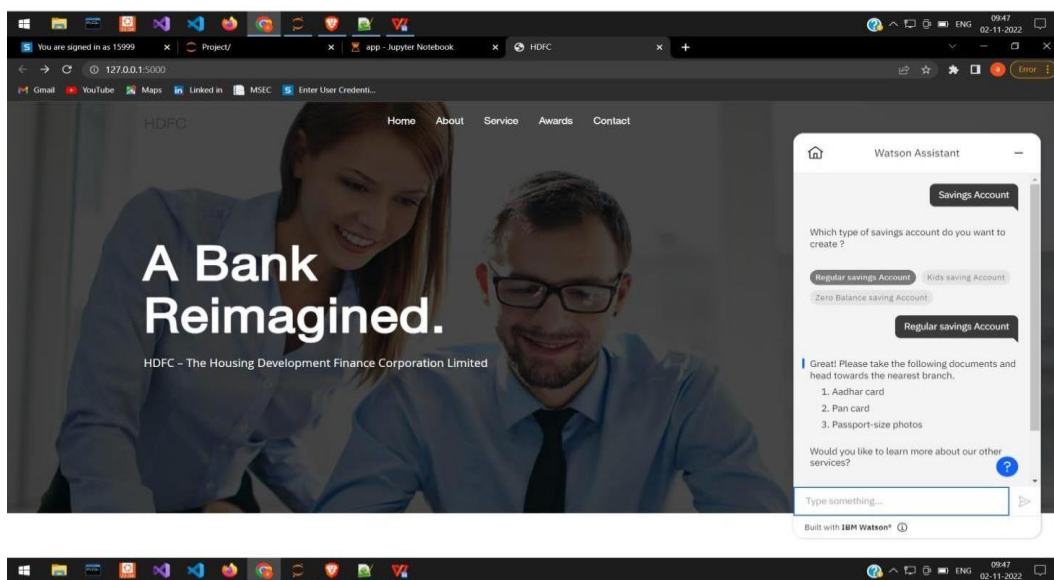 ENG
09:47
02-11-2022
You are signed in as 15999
Project/
app - Jupyter Notebook
HDFC
127.0.0.1:5000
Error
Gmail
YouTube
Maps
Linked in
MSEC
Enter User Credenti...
HDFC
Home About Service Awards Contact
A Bank
Reimagined.
HDFC – The Housing Development Finance Corporation Limited
Watson Assistant
Savings Account
Which type of savings account do you want to
create ?
Regular savings Account
Kids saving Account
Zero Balance saving Account
Regular savings Account
Great! Please take the following documents and
head towards the nearest branch.
1. Aadhar card
2. Pan card
3. Passport-size photos
Would you like to learn more about our other
services?
?
Type something...
Built with IBM Watson®
ENG
09:47
02-11-2022